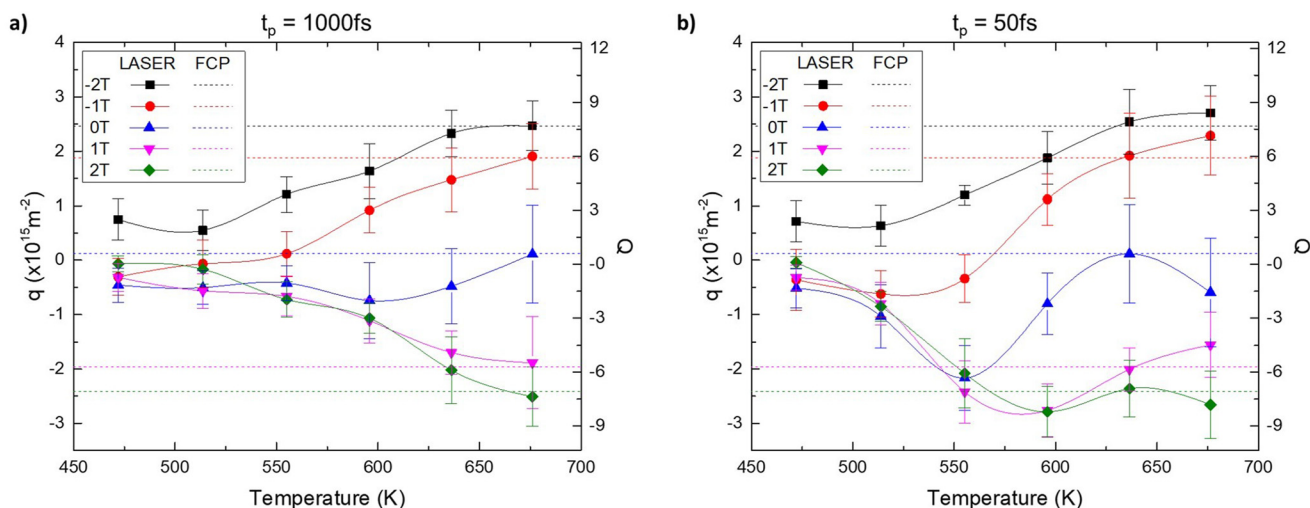 a)
t_p = 1000fs
LASER FCP
-2T
-1T
0T
1T
2T
4
3
2
1
0
-1
-2
-3
q (x10^15m^-2)
12
9
6
3
-0
-3
-6
-9
Q
450 500 550 600 650 700
Temperature (K)
b)
t_p = 50fs
LASER FCP
-2T
-1T
0T
1T
2T
4
3
2
1
0
-1
-2
-3
q (x10^15m^-2)
12
9
6
3
-0
-3
-6
-9
Q
450 500 550 600 650 700
Temperature (K)